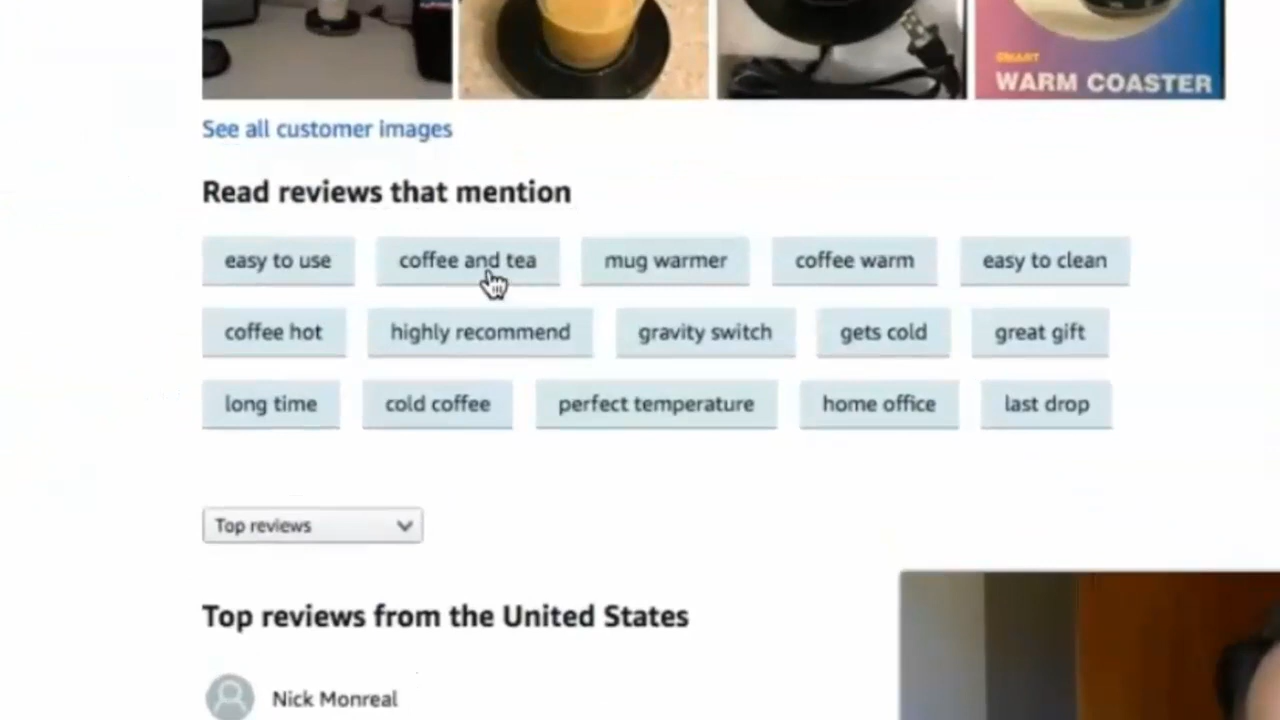 SMART
WARM COASTER
See all customer images
Read reviews that mention
easy to use coffee and tea mug warmer coffee warm easy to clean
coffee hot highly recommend gravity switch gets cold great gift
long time cold coffee perfect temperature home office last drop
Top reviews
Top reviews from the United States
Nick Monreal